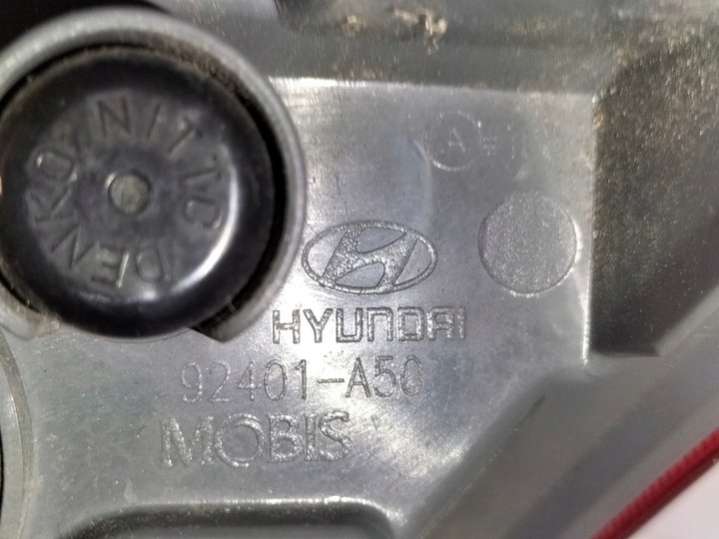 NITTO DENKO
HYUNDAI
92401-A50
MOBIS